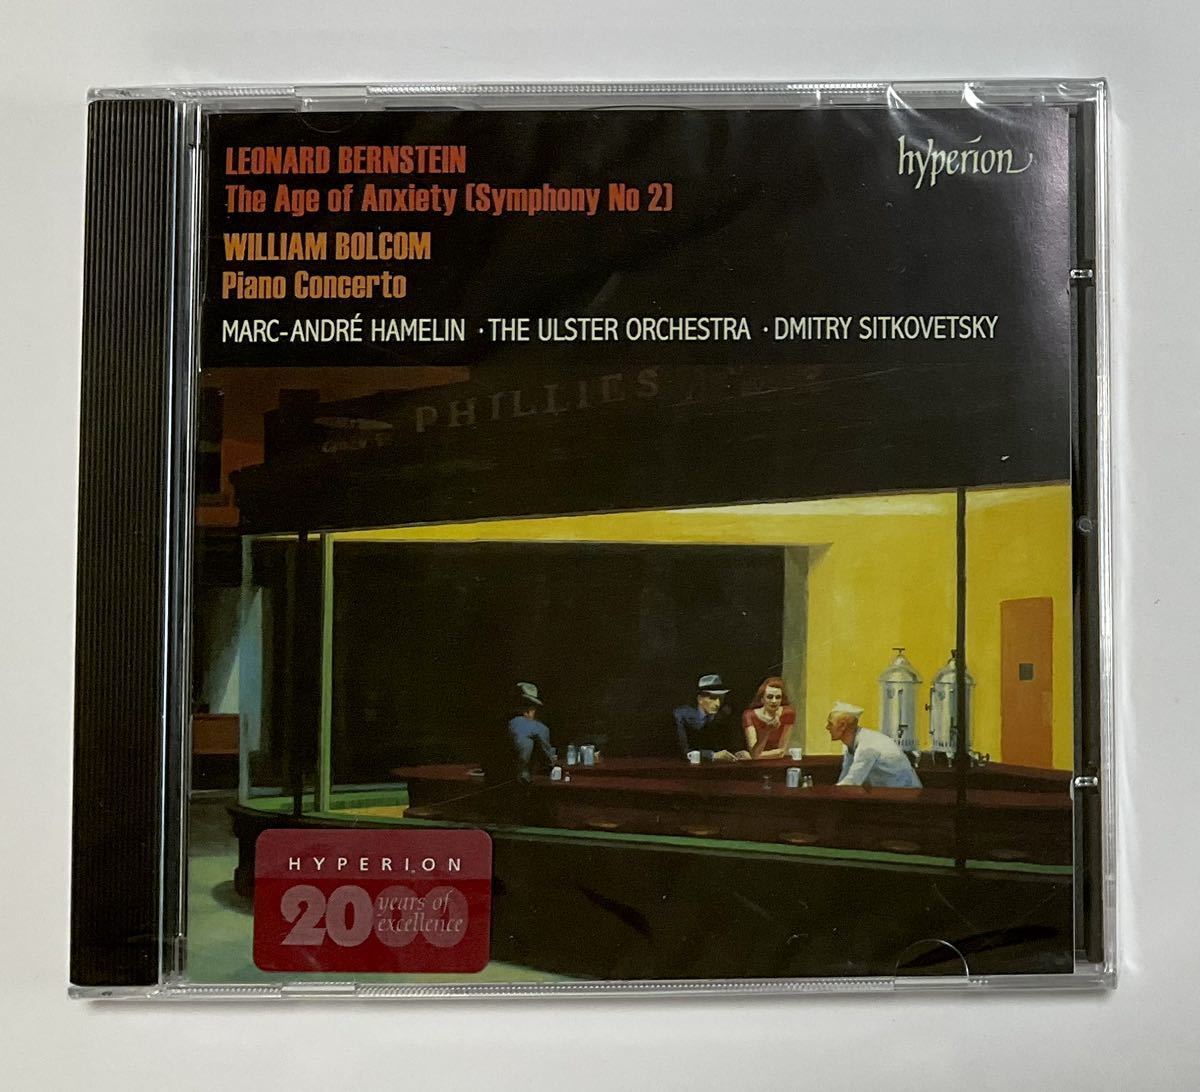 LEONARD BERNSTEIN
The Age of Anxiety (Symphony No 2)
WILLIAM BOLCOM
Piano Concerto
MARC-ANDRÉ HAMELIN · THE ULSTER ORCHESTRA · DMITRY SITKOVETSKY
hyperion
PHILLIES
HYPERION
2000
years of
excellence